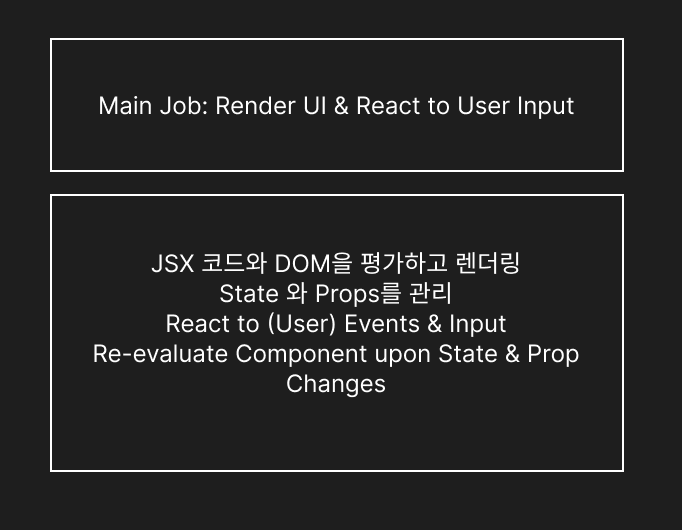 Main Job: Render UI & React to User Input
JSX 코드와 DOM을 평가하고 렌더링
State 와 Props를 관리
React to (User) Events & Input
Re-evaluate Component upon State & Prop
Changes